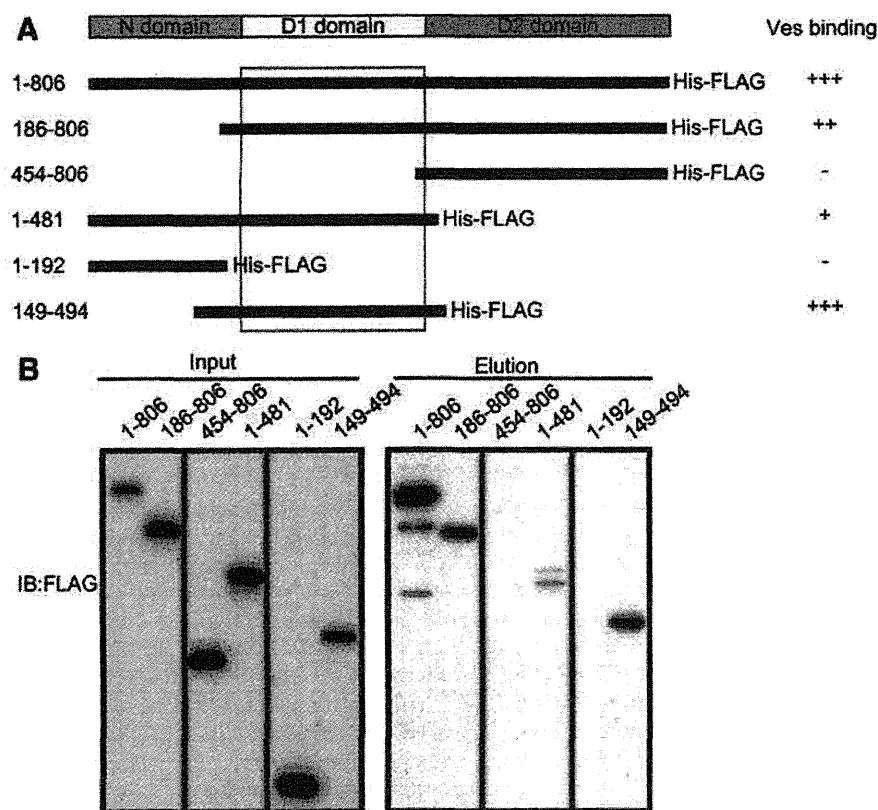 A N domain D1 domain D2 domain Ves binding
1-806 His-FLAG +++
186-806 His-FLAG ++
454-806 His-FLAG -
1-481 His-FLAG +
1-192 His-FLAG -
149-494 His-FLAG +++
B Input Elution
1-806 186-806 454-806 1-481 1-192 149-494 1-806 186-806 454-806 1-481 1-192 149-494
IB:FLAG